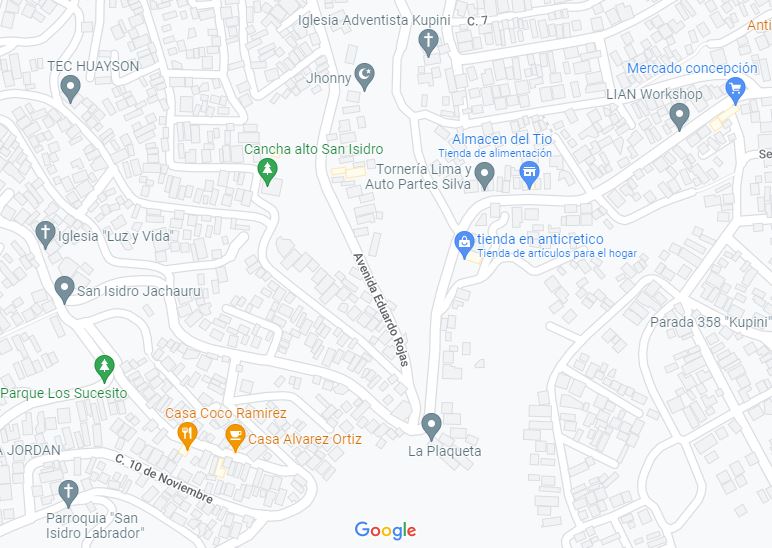 Iglesia Adventista Kupini
C. 7
Anti
TEC HUAYSON
Jhonny
Mercado concepción
LIAN Workshop
Almacen del Tio
Tienda de alimentación
Cancha alto San Isidro
Tornería Lima y
Auto Partes Silva
Se
Iglesia "Luz y Vida"
tienda en anticretico
Tienda de artículos para el hogar
San Isidro Jachauru
Avenida Eduardo Rojas
Parada 358 "Kupini"
Parque Los Sucesito
Casa Coco Ramirez
Casa Alvarez Ortiz
La Plaqueta
A JORDAN
C. 10 de Noviembre
Parroquia "San
Isidro Labrador"
Google